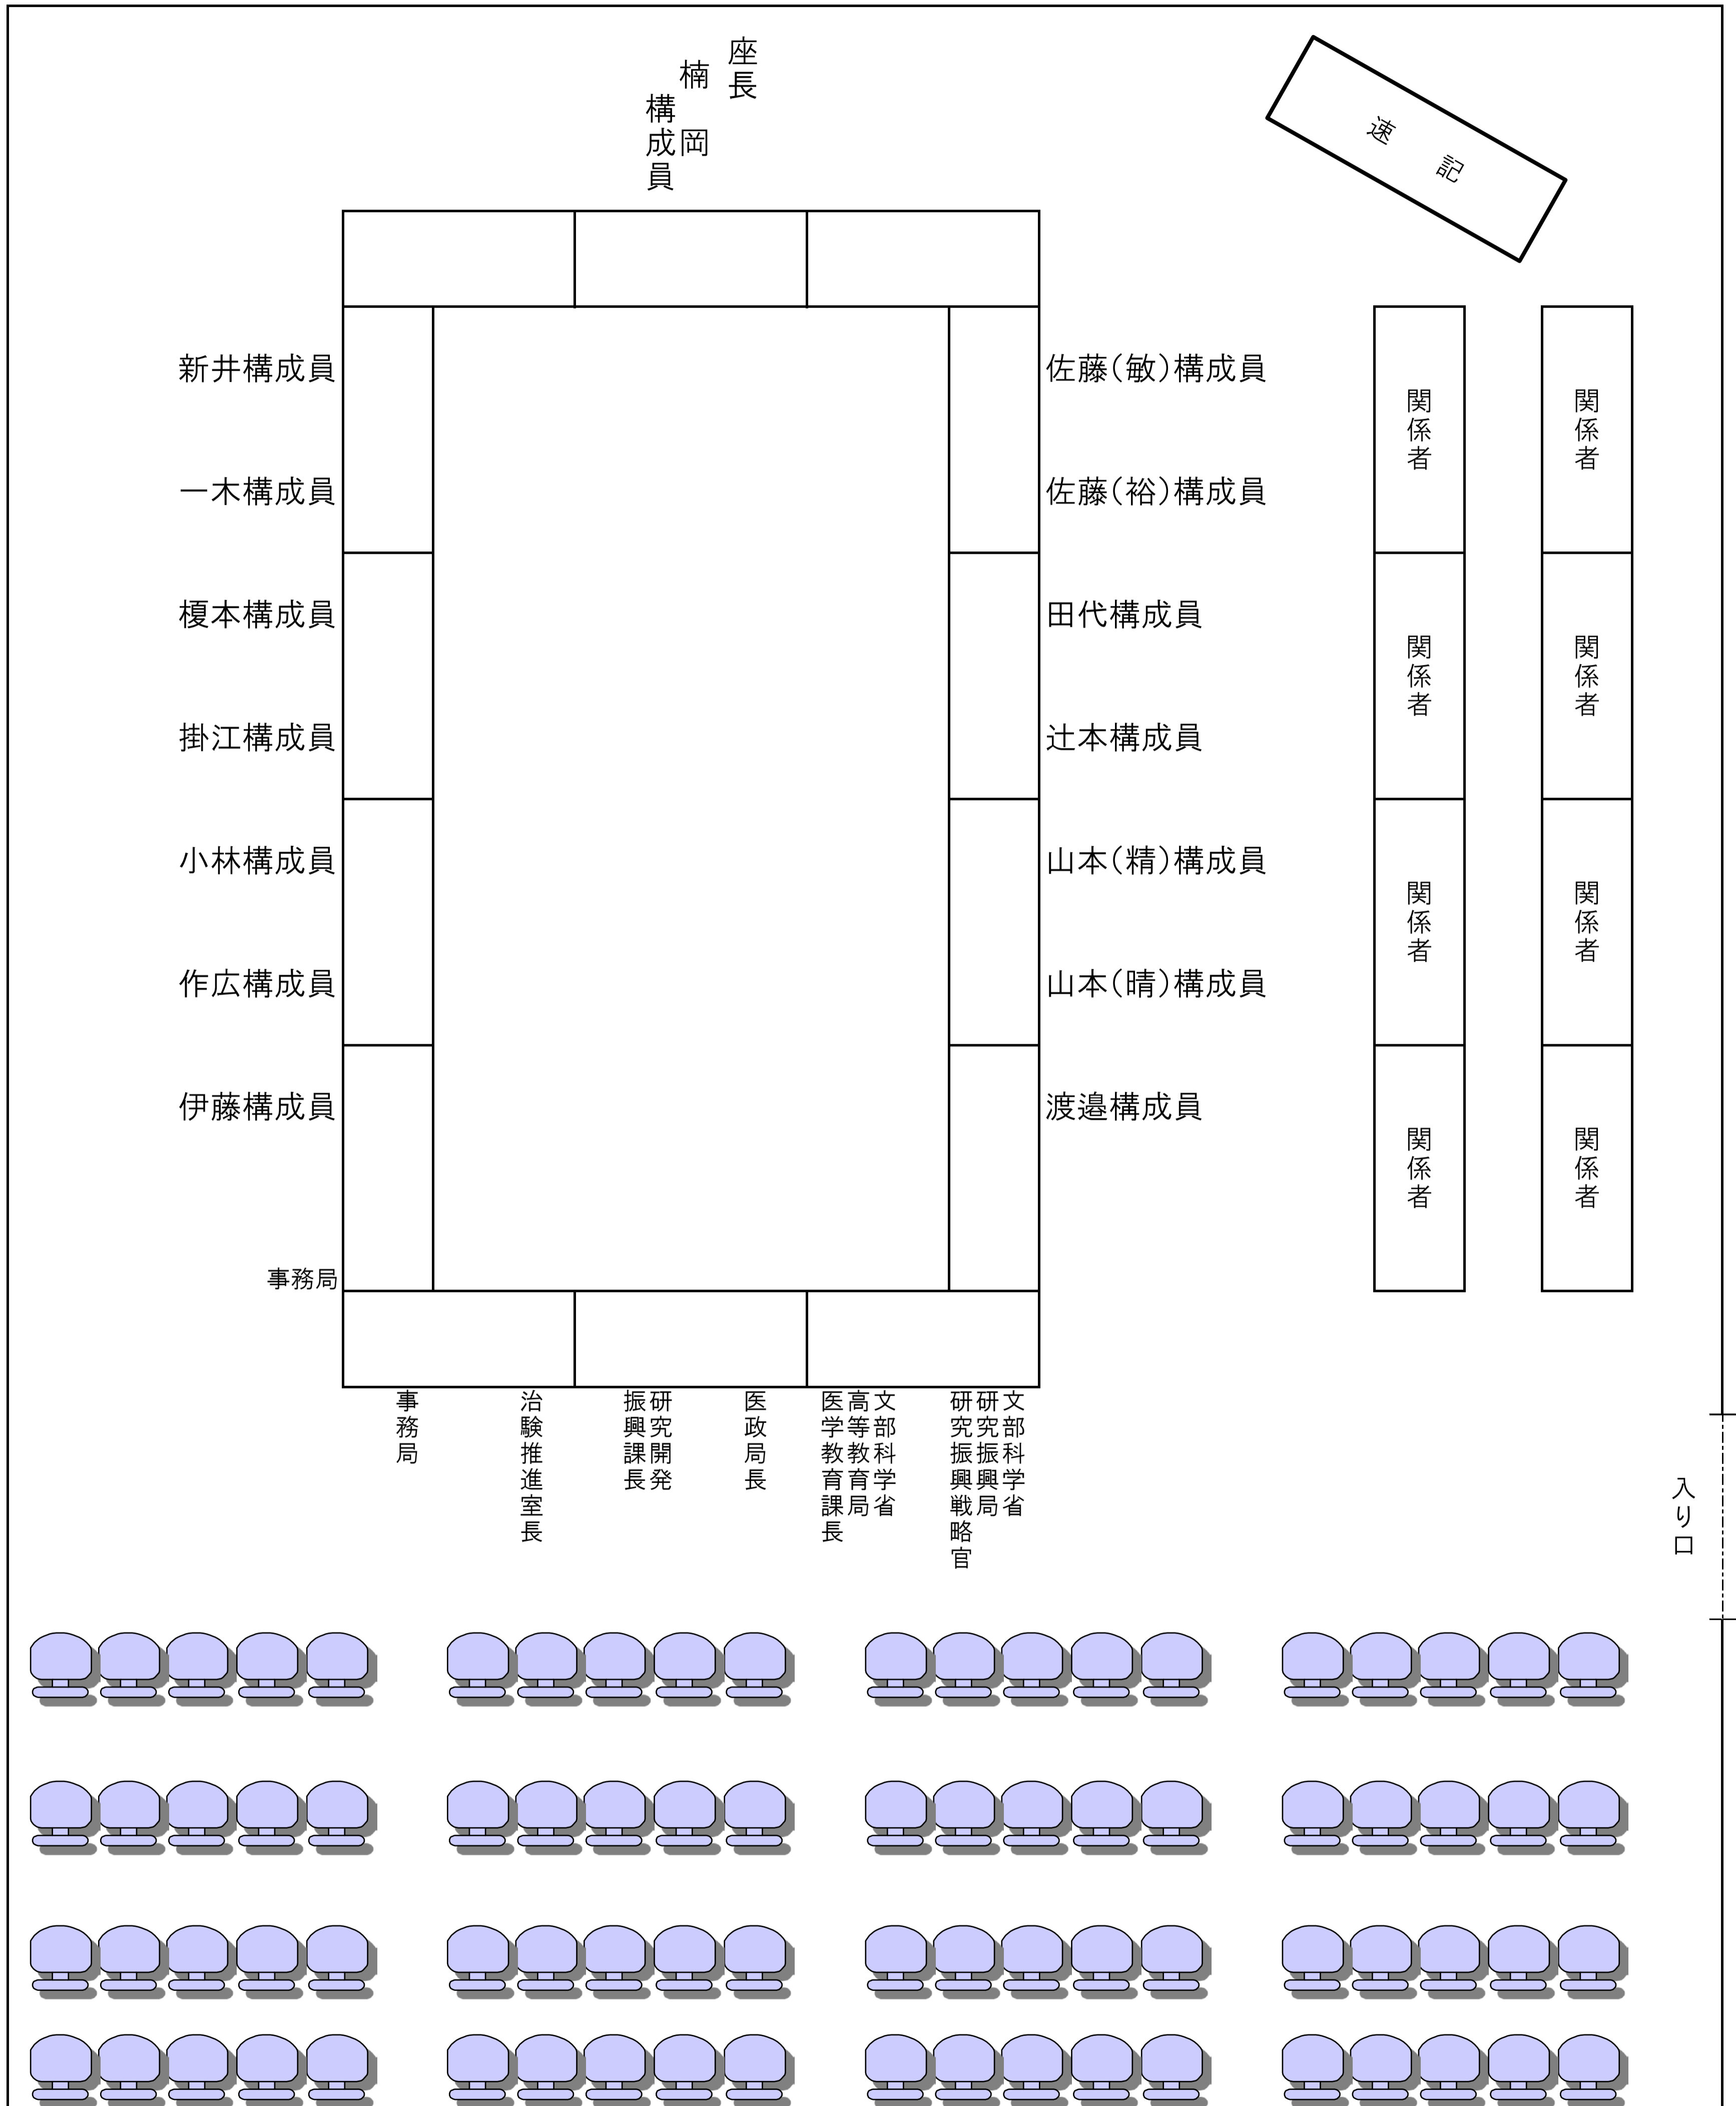 座長
楠岡
構成員
速記
新井構成員
一木構成員
榎本構成員
掛江構成員
小林構成員
作広構成員
伊藤構成員
事務局
佐藤(敏)構成員
佐藤(裕)構成員
田代構成員
辻本構成員
山本(精)構成員
山本(晴)構成員
渡邉構成員
関係者
関係者
関係者
関係者
関係者
関係者
関係者
関係者
文部科学省
研究振興局
研究振興戦略官
文部科学省
高等教育局
医学教育課長
医政局長
研究開発
振興課長
治験推進室長
事務局
入り口